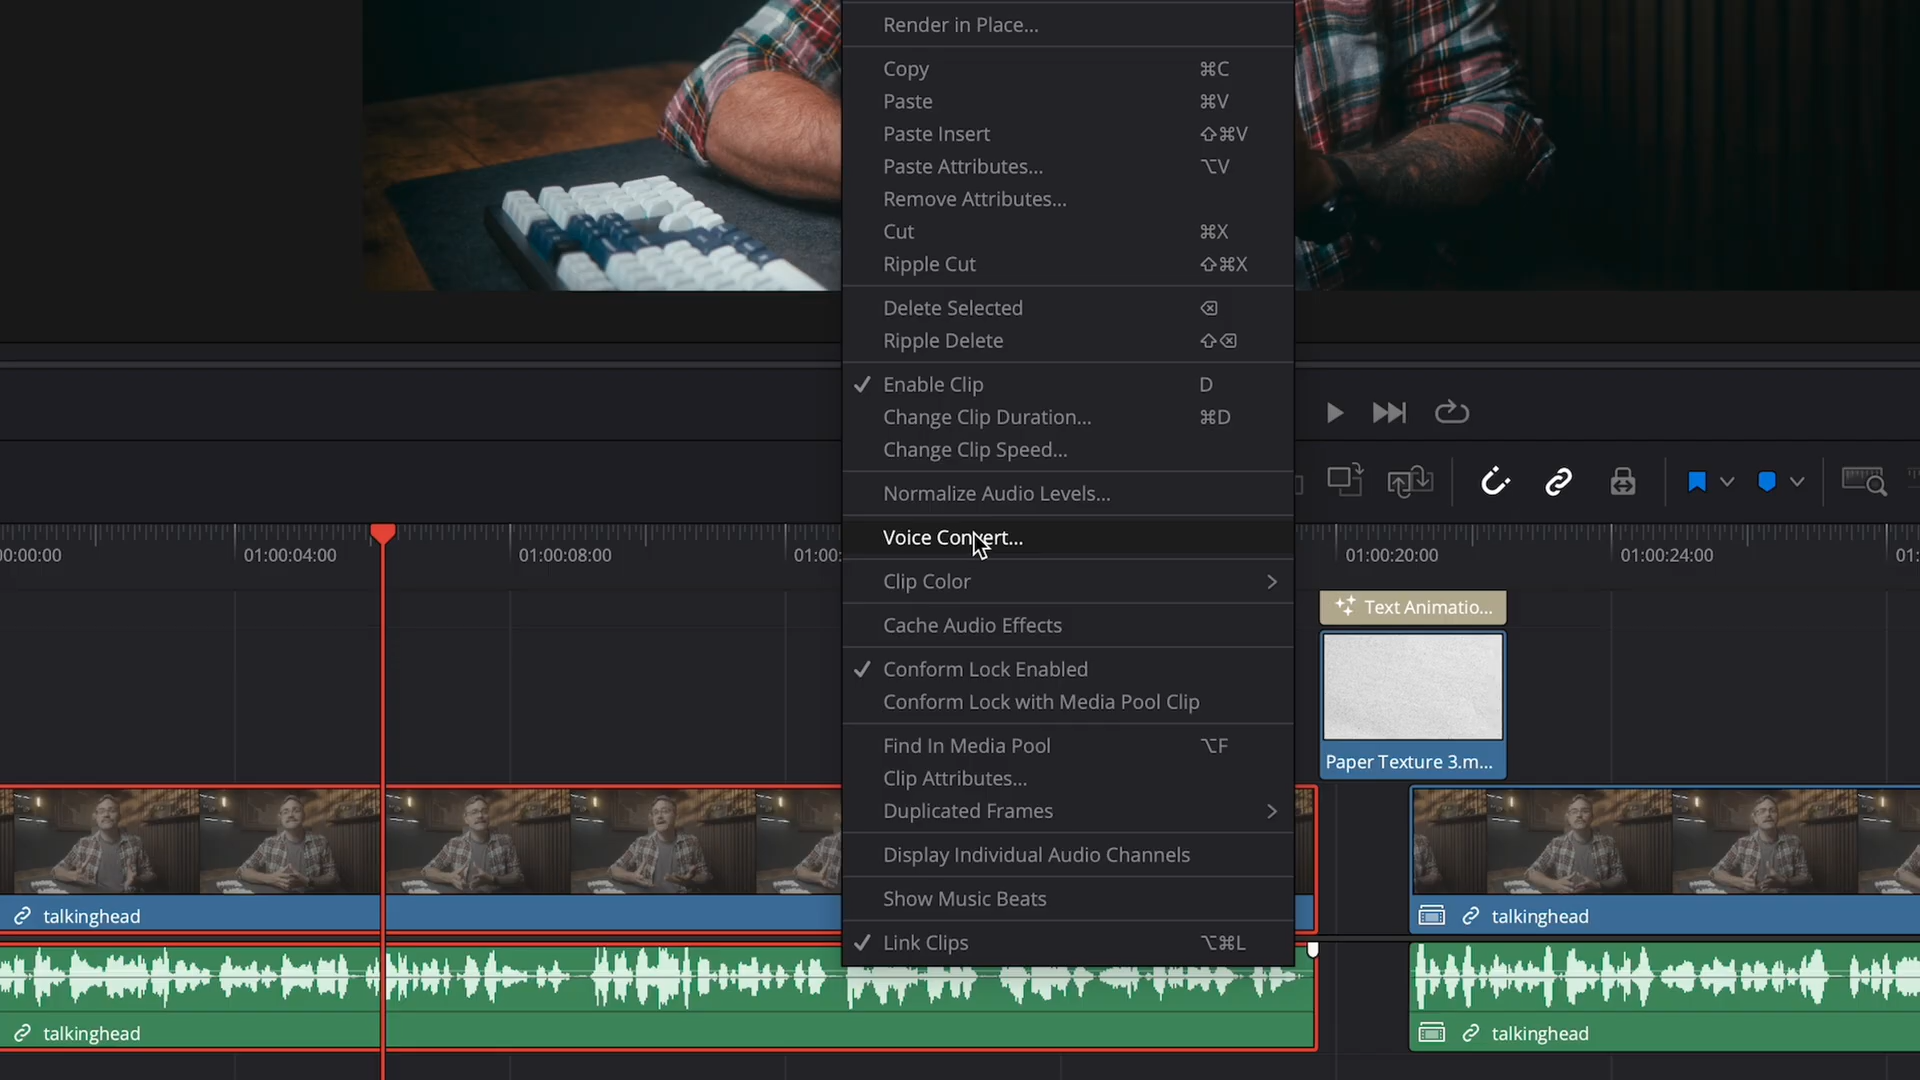 Render in Place...
Copy ⌘C
Paste ⌘V
Paste Insert ⇧⌘V
Paste Attributes... ⌥V
Remove Attributes...
Cut ⌘X
Ripple Cut ⇧⌘X
Delete Selected ⌫
Ripple Delete ⇧⌫
Enable Clip D
Change Clip Duration... ⌘D
Change Clip Speed...
Normalize Audio Levels...
Voice Convert...
Clip Color
Cache Audio Effects
Conform Lock Enabled
Conform Lock with Media Pool Clip
Find In Media Pool ⌥F
Clip Attributes...
Duplicated Frames
Display Individual Audio Channels
Show Music Beats
Link Clips ⌥⌘L
00:00:00 01:00:04:00 01:00:08:00 01:00: 01:00:20:00 01:00:24:00 01:
Text Animatio...
Paper Texture 3.m...
talkinghead
talkinghead
talkinghead
talkinghead